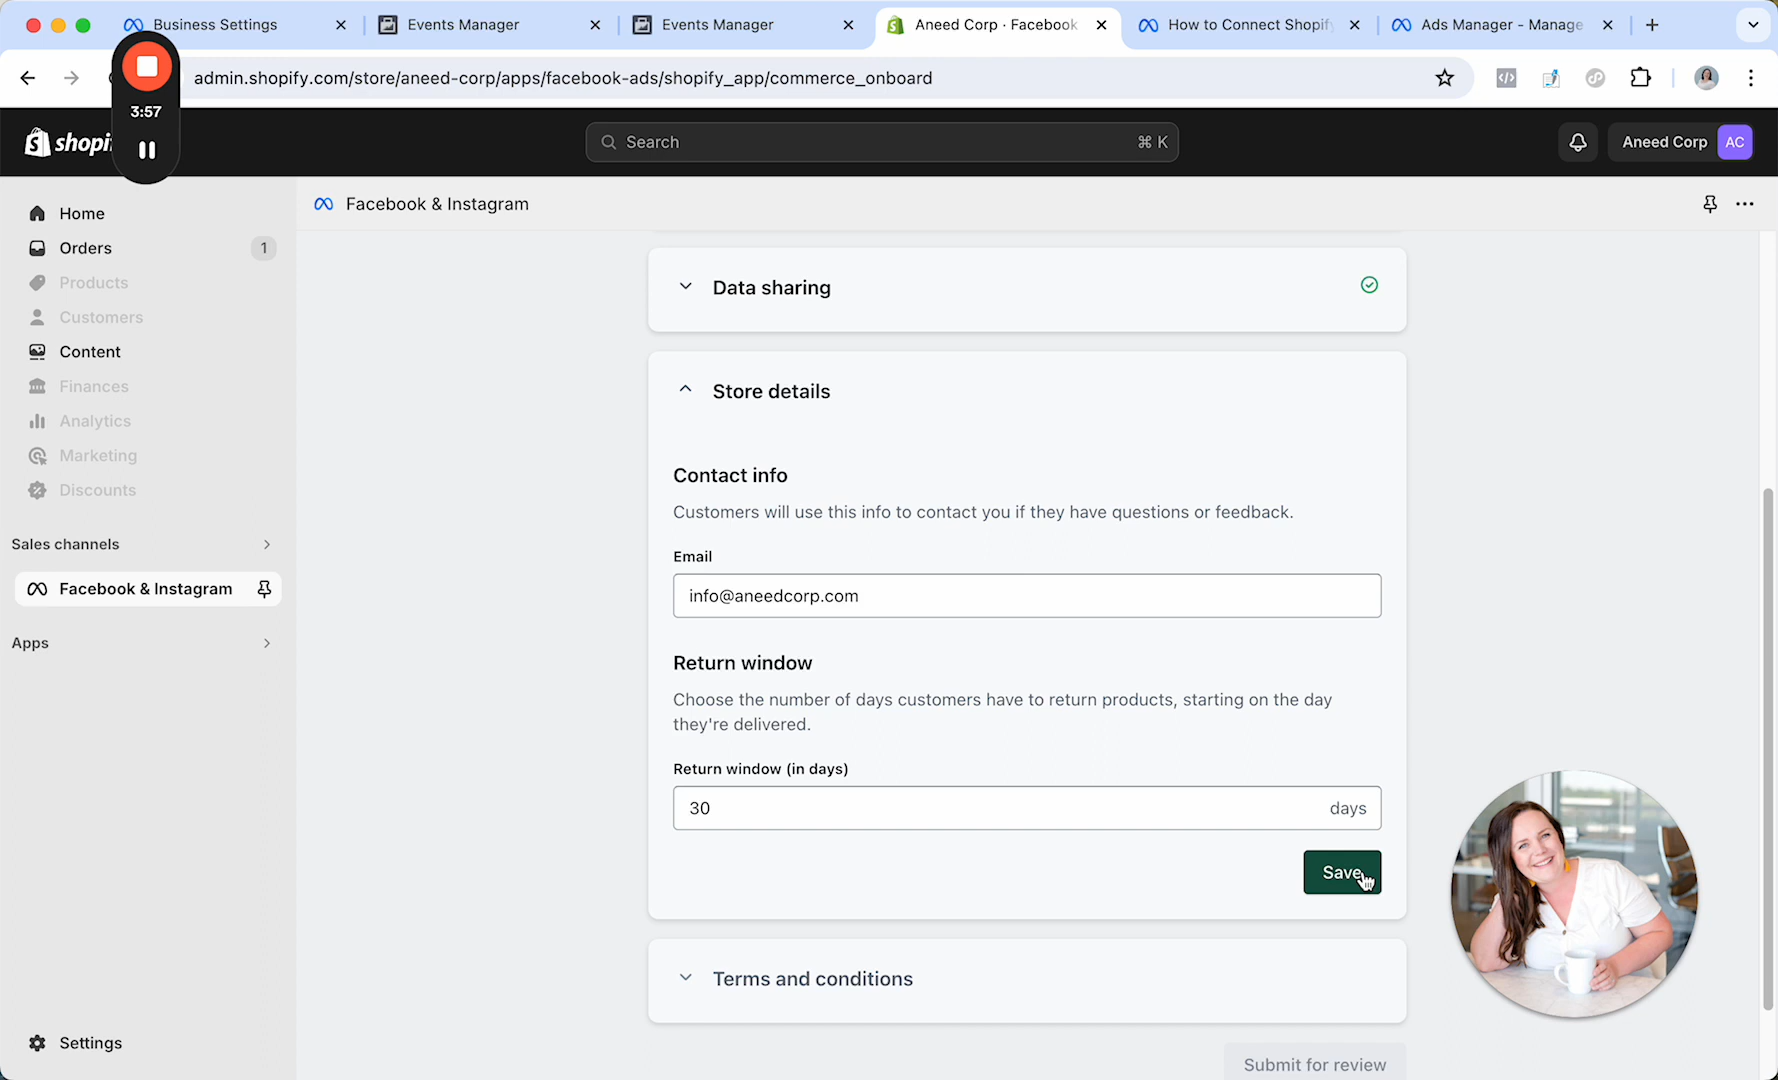 Business Settings
Events Manager
Events Manager
Aneed Corp · Facebook
How to Connect Shopify
Ads Manager - Manage
admin.shopify.com/store/aneed-corp/apps/facebook-ads/shopify_app/commerce_onboard
3:57
shopi
Search
⌘ K
Aneed Corp
AC
Home
Orders
1
Products
Customers
Content
Finances
Analytics
Marketing
Discounts
Sales channels
Facebook & Instagram
Apps
Settings
Facebook & Instagram
Data sharing
Store details
Contact info
Customers will use this info to contact you if they have questions or feedback.
Email
info@aneedcorp.com
Return window
Choose the number of days customers have to return products, starting on the day
they're delivered.
Return window (in days)
30
days
Save
Terms and conditions
Submit for review